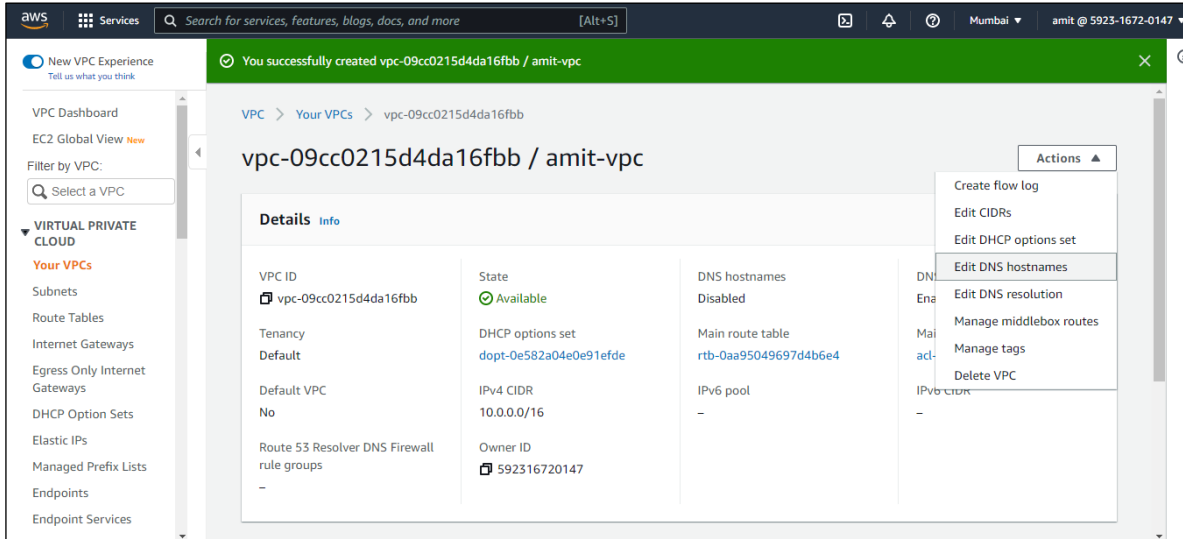 aws
Services
Search for services, features, blogs, docs, and more
[Alt+S]
Mumbai ▼
amit @ 5923-1672-0147 ▼
New VPC Experience
Tell us what you think
VPC Dashboard
EC2 Global View New
Filter by VPC:
Select a VPC
VIRTUAL PRIVATE
CLOUD
Your VPCs
Subnets
Route Tables
Internet Gateways
Egress Only Internet
Gateways
DHCP Option Sets
Elastic IPs
Managed Prefix Lists
Endpoints
Endpoint Services
You successfully created vpc-09cc0215d4da16fbb / amit-vpc
VPC > Your VPCs > vpc-09cc0215d4da16fbb
vpc-09cc0215d4da16fbb / amit-vpc
Actions ▲
Create flow log
Edit CIDRs
Edit DHCP options set
Edit DNS hostnames
Edit DNS resolution
Manage middlebox routes
Manage tags
Delete VPC
Details Info
VPC ID
vpc-09cc0215d4da16fbb
State
Available
DNS hostnames
Disabled
DNS
Ena
Tenancy
Default
DHCP options set
dopt-0e582a04e0e91efde
Main route table
rtb-0aa95049697d4b6e4
Mai
acl-
Default VPC
No
IPv4 CIDR
10.0.0.0/16
IPv6 pool
–
IPv6 CIDR
–
Route 53 Resolver DNS Firewall
rule groups
–
Owner ID
592316720147